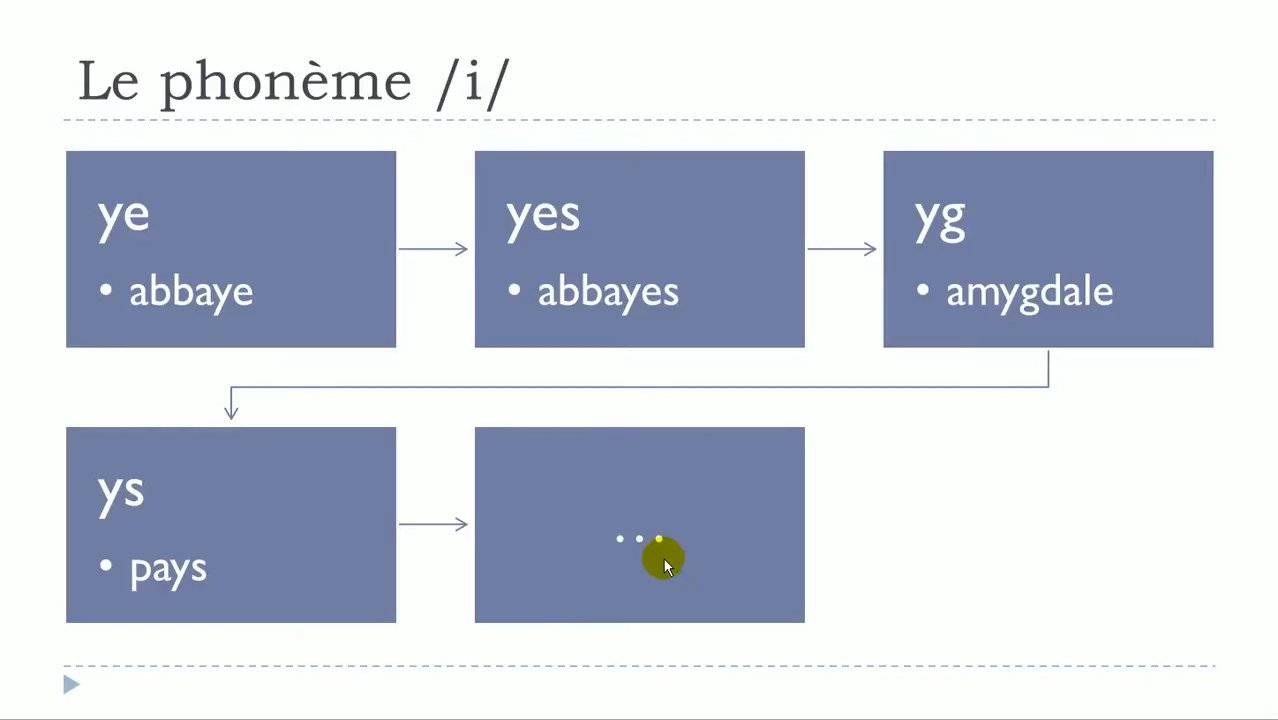 Le phonème /i/
ye
• abbaye
yes
• abbayes
yg
• amygdale
ys
• pays
...